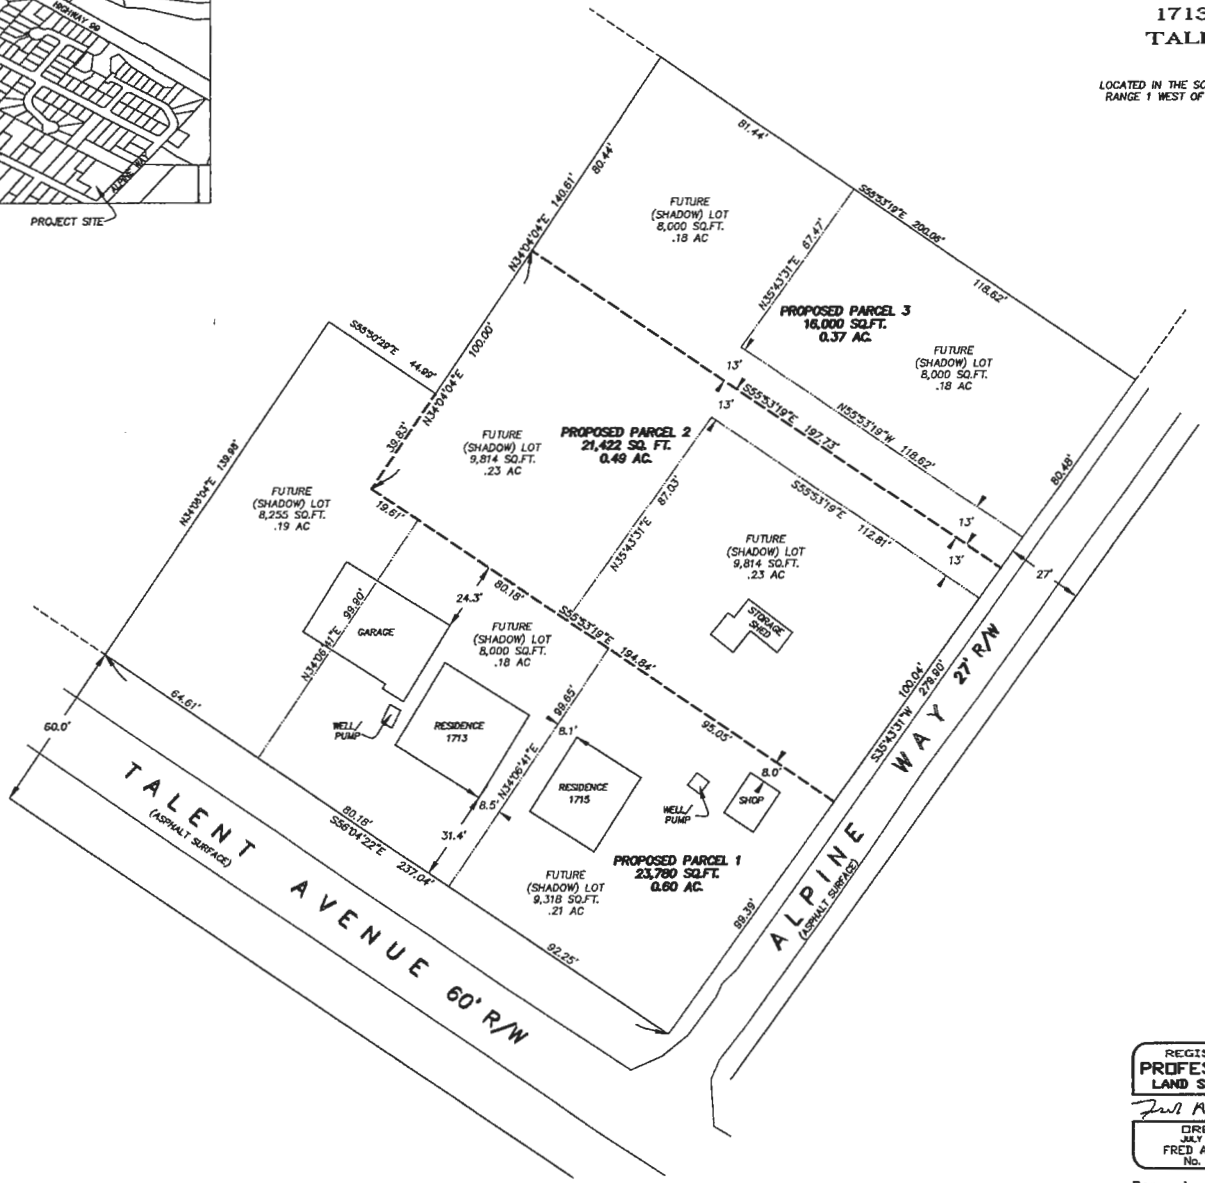 HIGHWAY 99
ALPINE WAY
PROJECT SITE
1713
TALE
LOCATED IN THE SO
RANGE 1 WEST OF
81.44'
S55°53'19"E 200.06'
118.62'
N34°04'04"E 140.61'
80.44'
FUTURE
(SHADOW) LOT
8,000 SQ.FT.
.18 AC
N35°43'31"E 67.47'
PROPOSED PARCEL 3
16,000 SQ.FT.
0.37 AC.
FUTURE
(SHADOW) LOT
8,000 SQ.FT.
.18 AC
13'
13'
S55°53'19"E 197.73'
N55°53'19"W 118.62'
80.48'
13'
13'
27'
S55°50'29"E 44.99'
N34°04'04"E 100.00'
39.83'
N34°08'04"E 139.98'
FUTURE
(SHADOW) LOT
9,814 SQ.FT.
.23 AC
PROPOSED PARCEL 2
21,422 SQ. FT.
0.49 AC.
N35°43'31"E 87.03'
S55°53'19"E 112.81'
FUTURE
(SHADOW) LOT
9,814 SQ.FT.
.23 AC
STORAGE
SHED
FUTURE
(SHADOW) LOT
8,255 SQ.FT.
.19 AC
19.61'
80.18'
S55°53'19"E 194.84'
95.05'
24.3'
GARAGE
N34°06'41"E 99.90'
FUTURE
(SHADOW) LOT
8,000 SQ.FT.
.18 AC
WELL/
PUMP
RESIDENCE
1713
N34°06'41"E 99.65'
8.1'
8.5'
31.4'
RESIDENCE
1715
WELL/
PUMP
SHOP
8.0'
PROPOSED PARCEL 1
23,780 SQ.FT.
0.60 AC.
FUTURE
(SHADOW) LOT
9,318 SQ.FT.
.21 AC
100.04'
S35°43'31"W 279.90'
99.39'
64.61'
60.0'
80.18'
S56°04'22"E 237.04'
92.25'
TALENT AVENUE 60' R/W
(ASPHALT SURFACE)
ALPINE WAY 27' R/W
(ASPHALT SURFACE)
REGIS
PROFES
LAND S
ORE
JULY
FRED A
No.